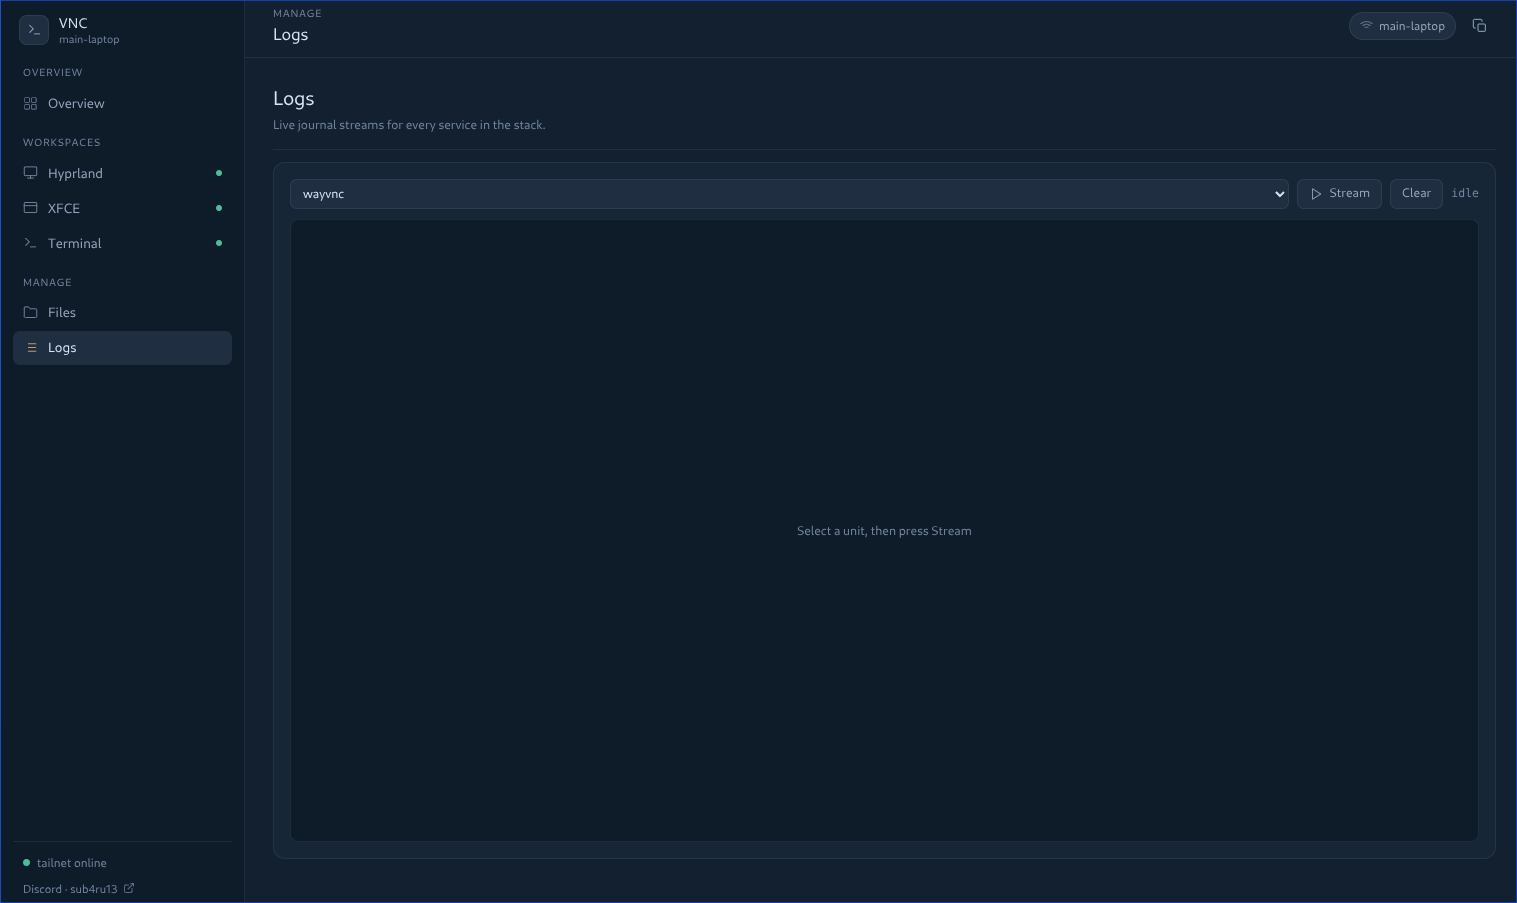 VNC
main-laptop
OVERVIEW
Overview
WORKSPACES
Hyprland
XFCE
Terminal
MANAGE
Files
Logs
tailnet online
Discord · sub4ru13
MANAGE
Logs
main-laptop
Logs
Live journal streams for every service in the stack.
wayvnc
Stream
Clear
idle
Select a unit, then press Stream